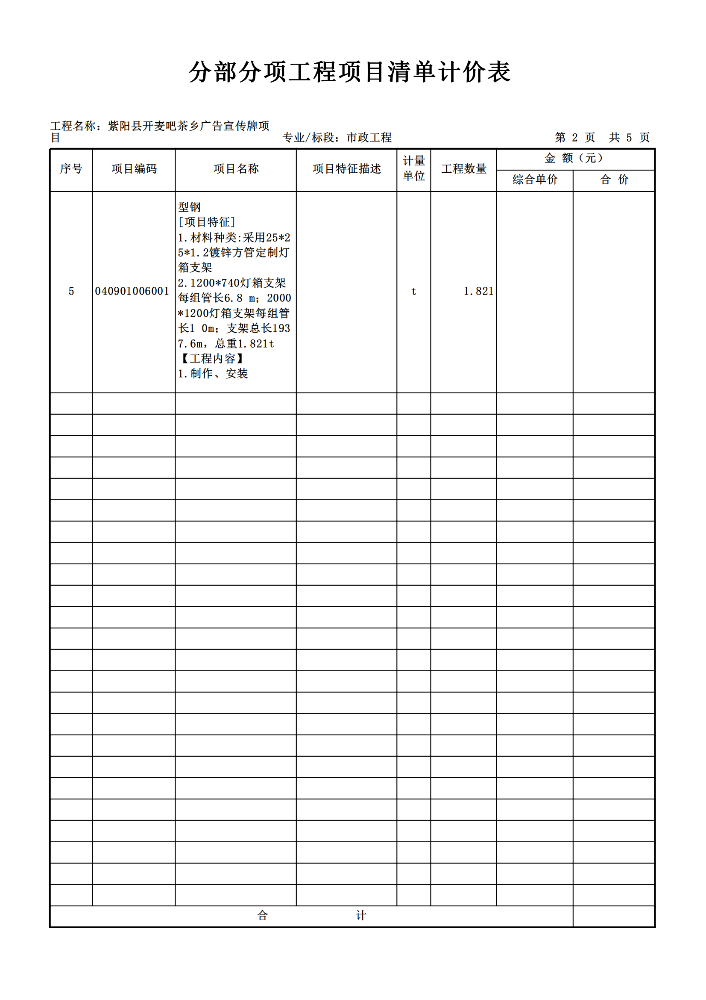 分部分项工程项目清单计价表
工程名称：紫阳县开麦吧茶乡广告宣传牌项
目
专业/标段：市政工程
第 2 页 共 5 页
序号
项目编码
项目名称
项目特征描述
计量
单位
工程数量
金 额（元）
综合单价
合 价
5
040901006001
型钢
[项目特征]
1.材料种类:采用25*2
5*1.2镀锌方管定制灯
箱支架
2.1200*740灯箱支架
每组管长6.8 m；2000
*1200灯箱支架每组管
长1 0m；支架总长193
7.6m，总重1.821t
【工程内容】
1.制作、安装
t
1.821
合 计